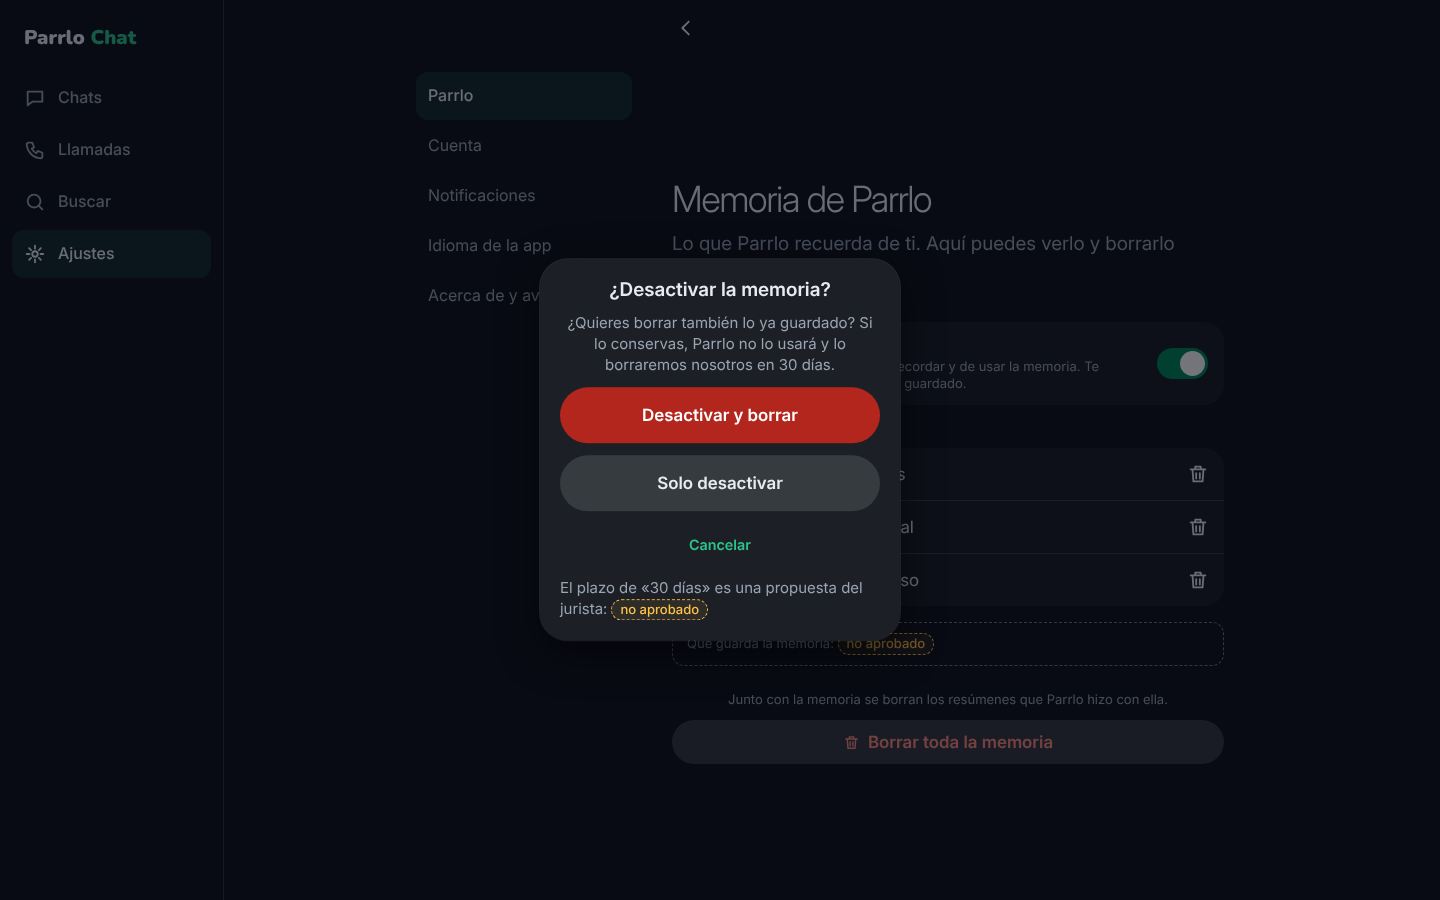 Parrlo Chat
Chats
Llamadas
Buscar
Ajustes
Parrlo
Cuenta
Notificaciones
Idioma de la app
Acerca de y av
Memoria de Parrlo
Lo que Parrlo recuerda de ti. Aquí puedes verlo y borrarlo
ecordar y de usar la memoria. Te
guardado.
s
al
so
¿Desactivar la memoria?
¿Quieres borrar también lo ya guardado? Si
lo conservas, Parrlo no lo usará y lo
borraremos nosotros en 30 días.
Desactivar y borrar
Solo desactivar
Cancelar
El plazo de «30 días» es una propuesta del
jurista: no aprobado
Qué guarda la memoria: no aprobado
Junto con la memoria se borran los resúmenes que Parrlo hizo con ella.
Borrar toda la memoria